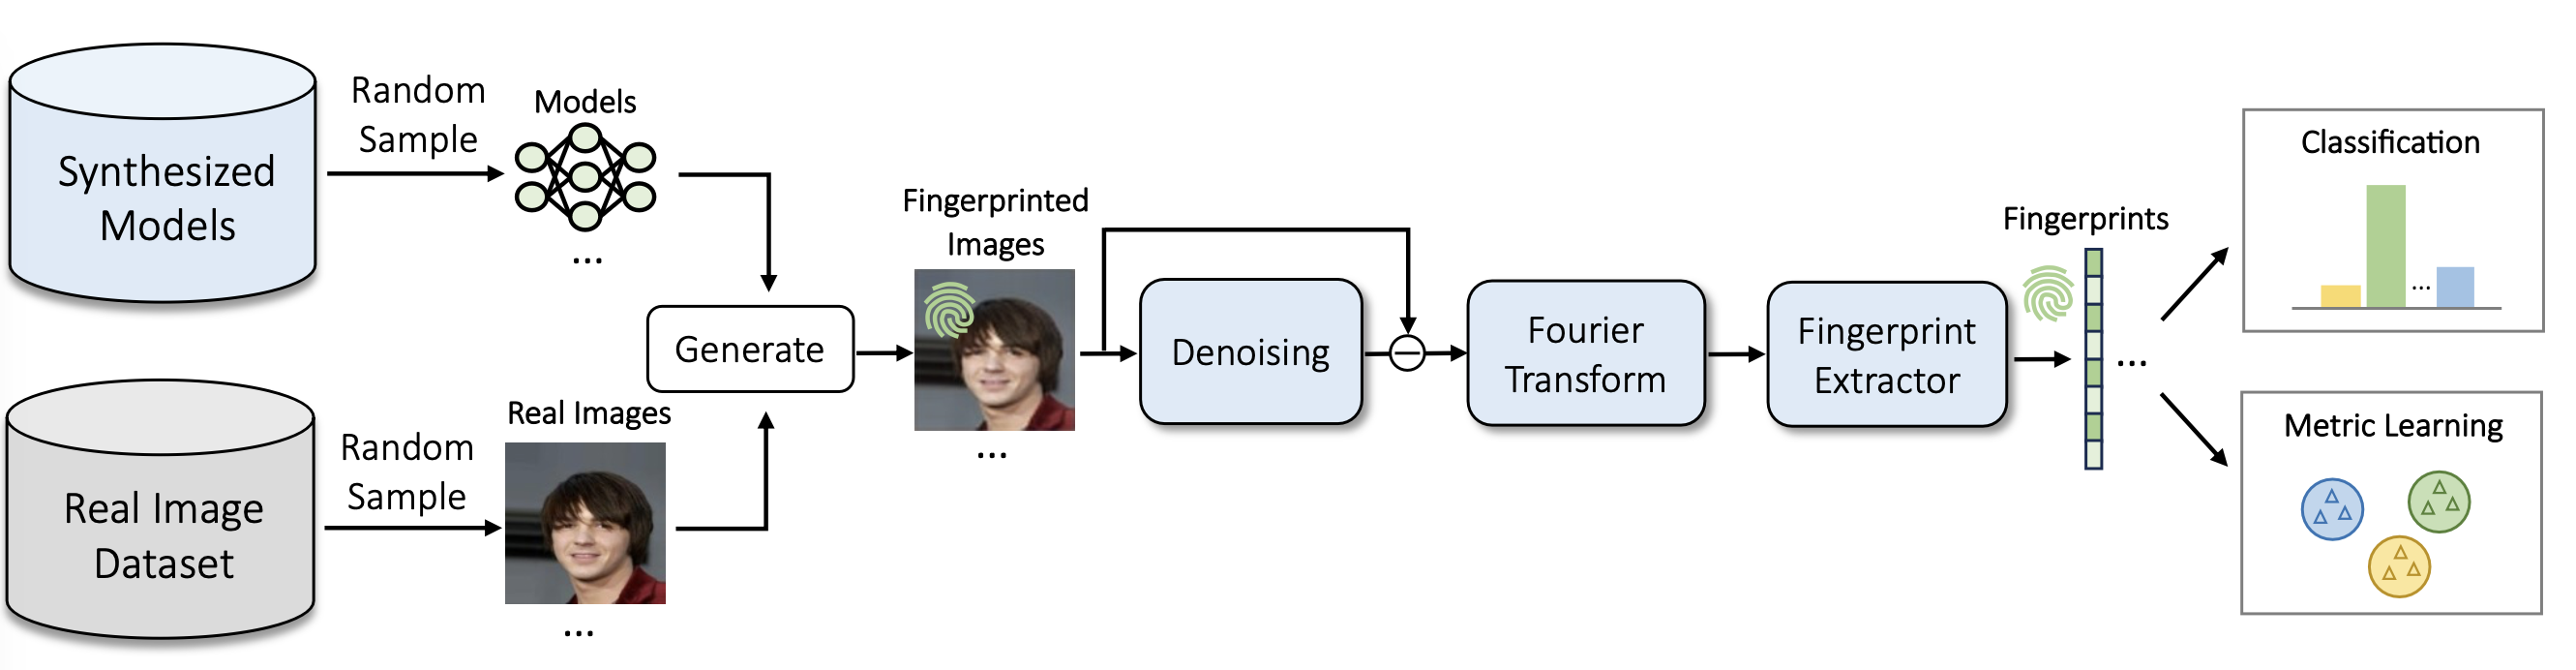 Synthesized
Models
Random
Sample
Models
...
Real Image
Dataset
Random
Sample
Real Images
...
Generate
Fingerprinted
Images
...
Denoising
Fourier
Transform
Fingerprint
Extractor
Fingerprints
...
Classification
...
Metric Learning